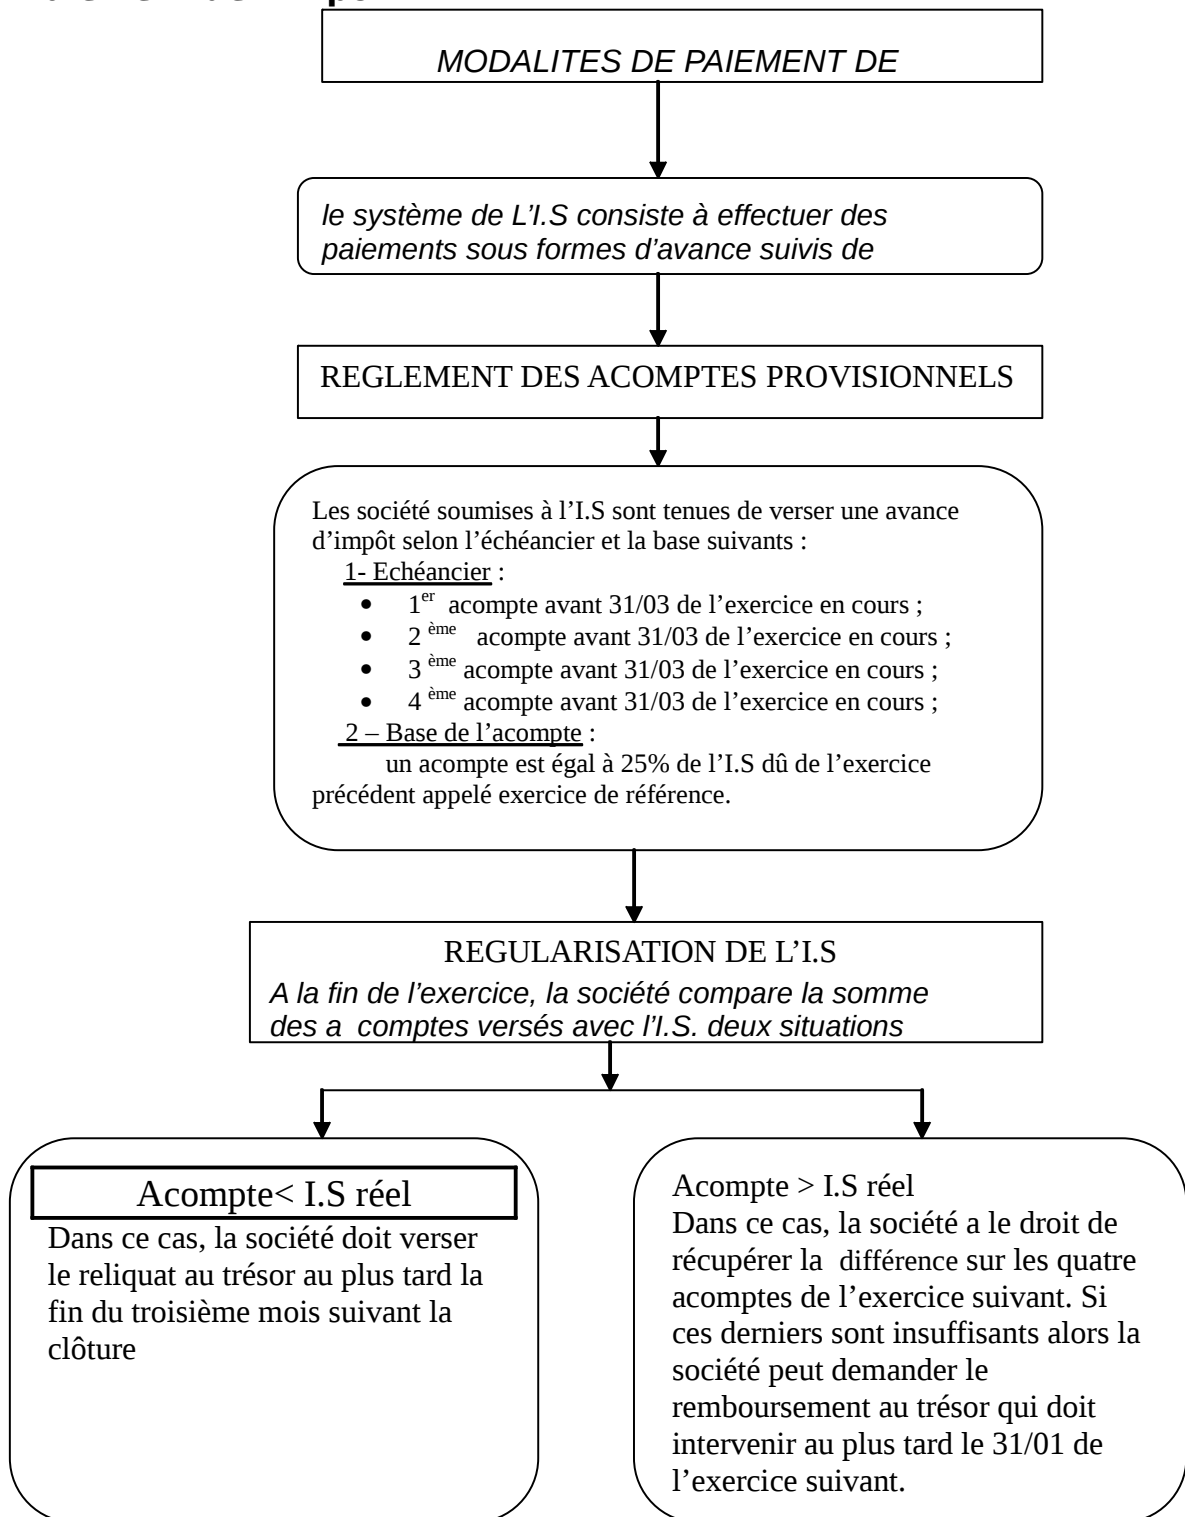 MODALITES DE PAIEMENT DE
le système de L'I.S consiste à effectuer des
paiements sous formes d'avance suivis de
REGLEMENT DES ACOMPTES PROVISIONNELS
Les société soumises à l'I.S sont tenues de verser une avance
d'impôt selon l'échéancier et la base suivants :
1- Echéancier :
• 1er acompte avant 31/03 de l'exercice en cours ;
• 2 ème acompte avant 31/03 de l'exercice en cours ;
• 3 ème acompte avant 31/03 de l'exercice en cours ;
• 4 ème acompte avant 31/03 de l'exercice en cours ;
2 – Base de l'acompte :
un acompte est égal à 25% de l'I.S dû de l'exercice
précédent appelé exercice de référence.
REGULARISATION DE L'I.S
A la fin de l'exercice, la société compare la somme
des a comptes versés avec l'I.S. deux situations
Acompte< I.S réel
Dans ce cas, la société doit verser
le reliquat au trésor au plus tard la
fin du troisième mois suivant la
clôture
Acompte > I.S réel
Dans ce cas, la société a le droit de
récupérer la différence sur les quatre
acomptes de l'exercice suivant. Si
ces derniers sont insuffisants alors la
société peut demander le
remboursement au trésor qui doit
intervenir au plus tard le 31/01 de
l'exercice suivant.